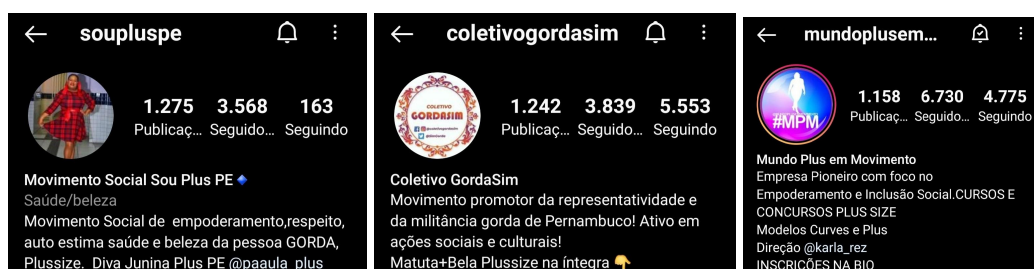 soupluspe
1.275 3.568 163
Publicaç... Seguido... Seguindo
Movimento Social Sou Plus PE
Saúde/beleza
Movimento Social de empoderamento,respeito,
auto estima saúde e beleza da pessoa GORDA,
Plussize. Diva Junina Plus PE @paaula_plus
coletivogordasim
COLETIVO
GORDASIM
1.242 3.839 5.553
Publicaç... Seguido... Seguindo
Coletivo GordaSim
Movimento promotor da representatividade e
da militância gorda de Pernambuco! Ativo em
ações sociais e culturais!
Matuta+Bela Plussize na íntegra 👇
mundoplusem...
#MPM
1.158 6.730 4.775
Publicaç... Seguido... Seguindo
Mundo Plus em Movimento
Empresa Pioneiro com foco no
Empoderamento e Inclusão Social.CURSOS E
CONCURSOS PLUS SIZE
Modelos Curves e Plus
Direção @karla_rez
INSCRIÇÕES NA BIO